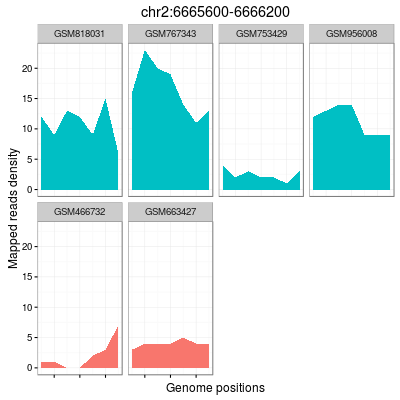 chr2:6665600-6666200
GSM818031 GSM767343 GSM753429 GSM956008
20
15
10
5
0
GSM466732 GSM663427
20
15
10
5
0
Mapped reads density
Genome positions